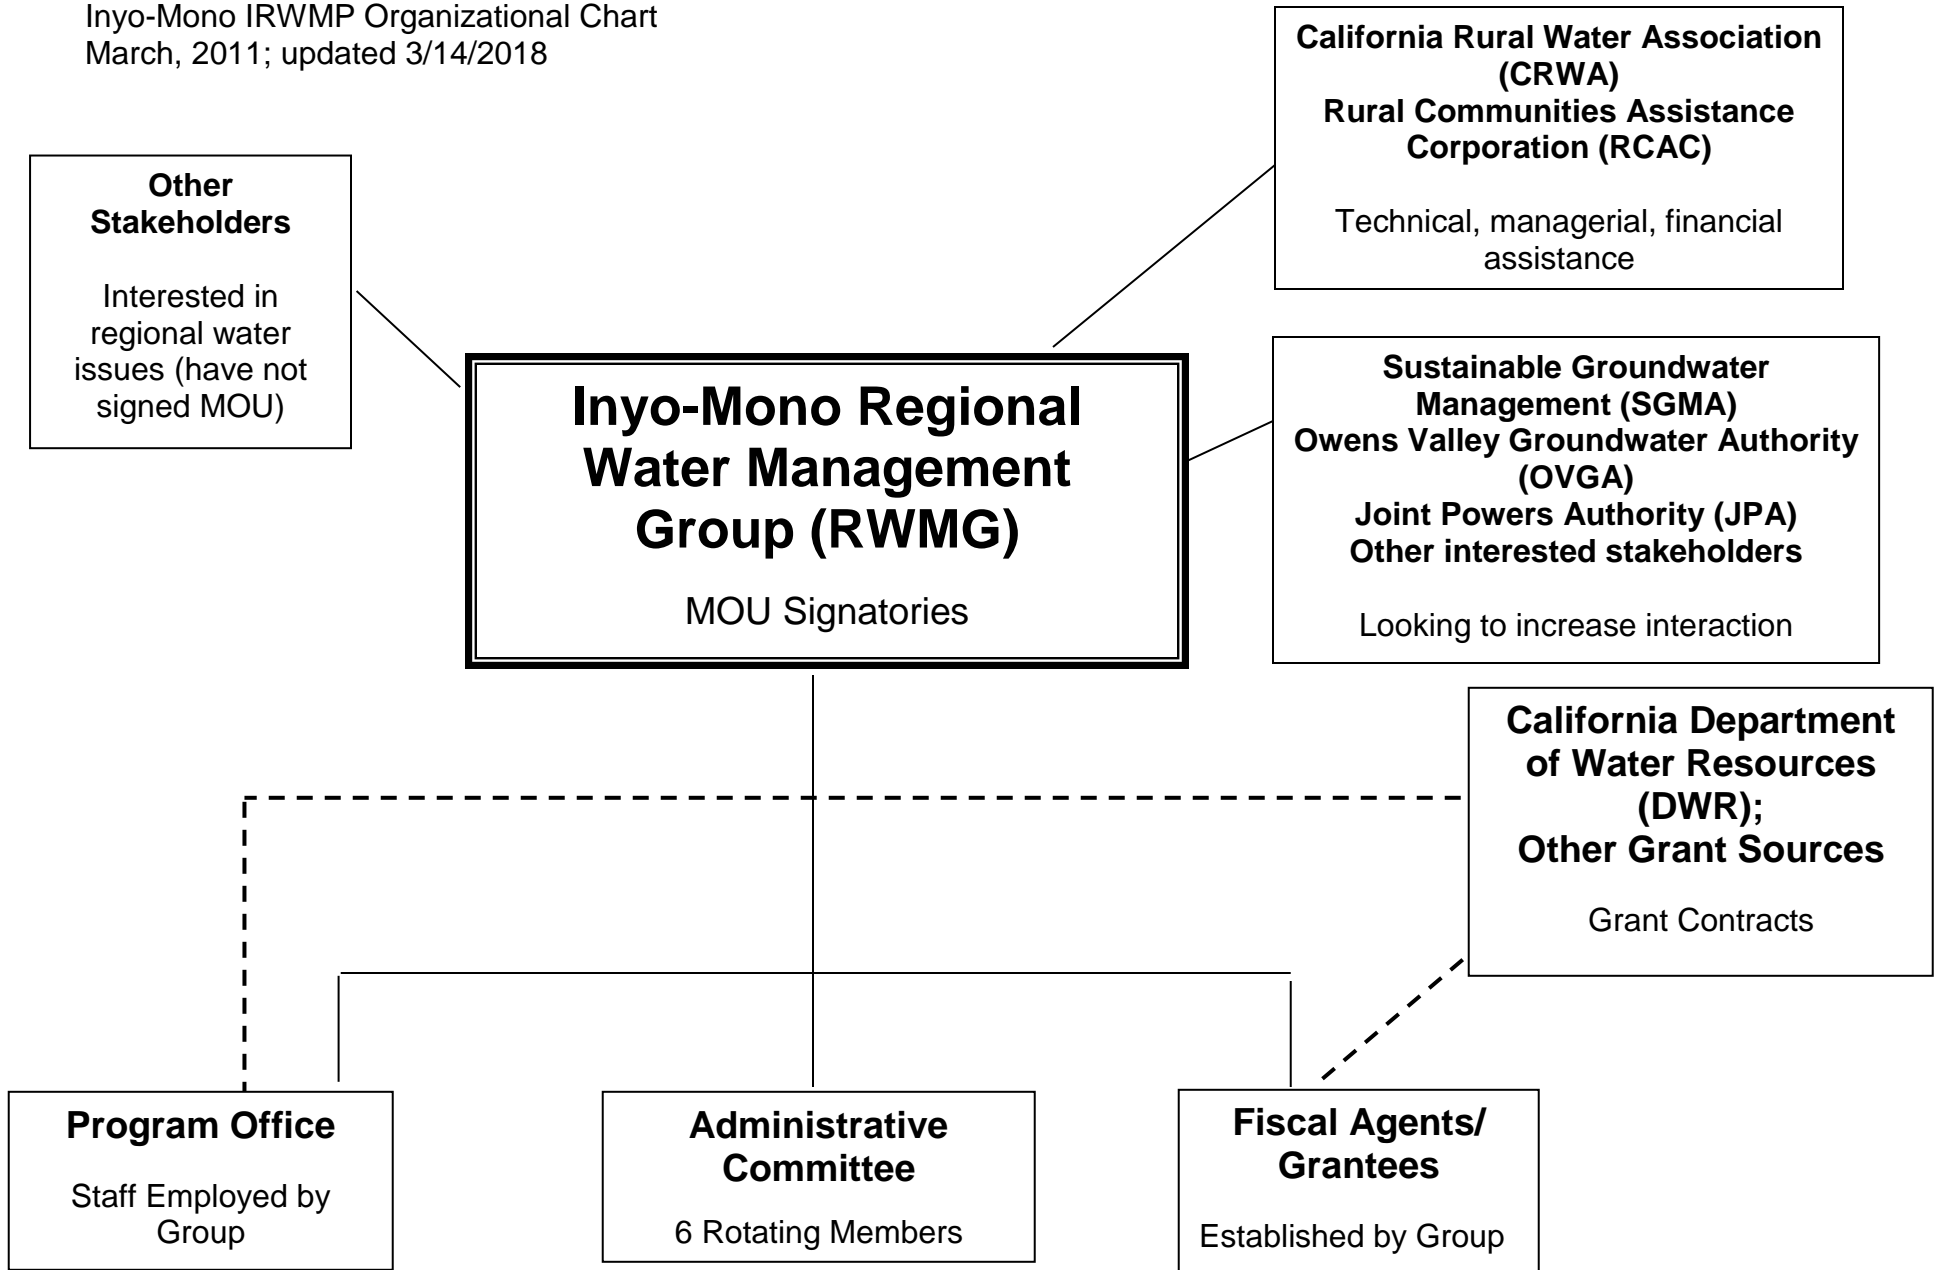 Inyo-Mono IRWMP Organizational Chart
March, 2011; updated 3/14/2018
California Rural Water Association
(CRWA)
Rural Communities Assistance
Corporation (RCAC)
Technical, managerial, financial
assistance
Other
Stakeholders
Interested in
regional water
issues (have not
signed MOU)
Inyo-Mono Regional
Water Management
Group (RWMG)
MOU Signatories
Sustainable Groundwater
Management (SGMA)
Owens Valley Groundwater Authority
(OVGA)
Joint Powers Authority (JPA)
Other interested stakeholders
Looking to increase interaction
California Department
of Water Resources
(DWR);
Other Grant Sources
Grant Contracts
Program Office
Staff Employed by
Group
Administrative
Committee
6 Rotating Members
Fiscal Agents/
Grantees
Established by Group